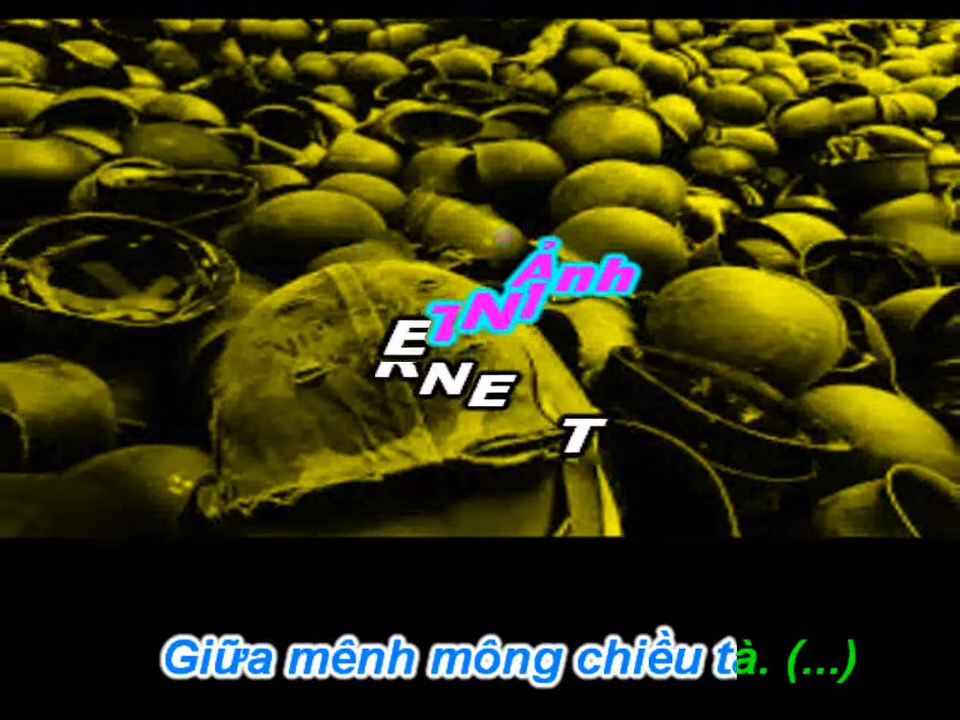 Ảnh
Giữa mênh mông chiều tà. (...)